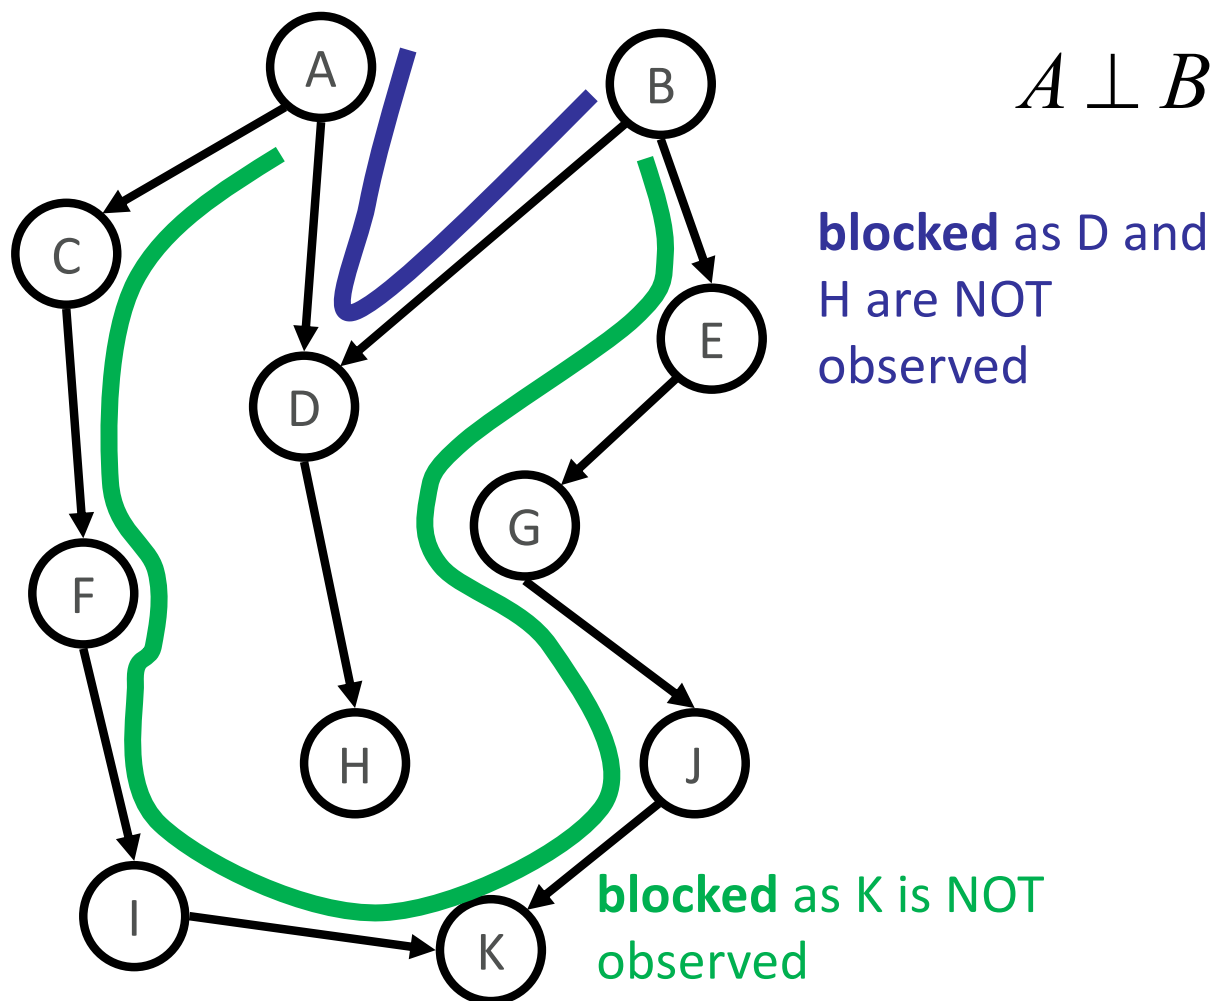 A
B
A ⊥ B
C
blocked as D and
H are NOT
observed
E
D
G
F
H
J
I
K
blocked as K is NOT
observed